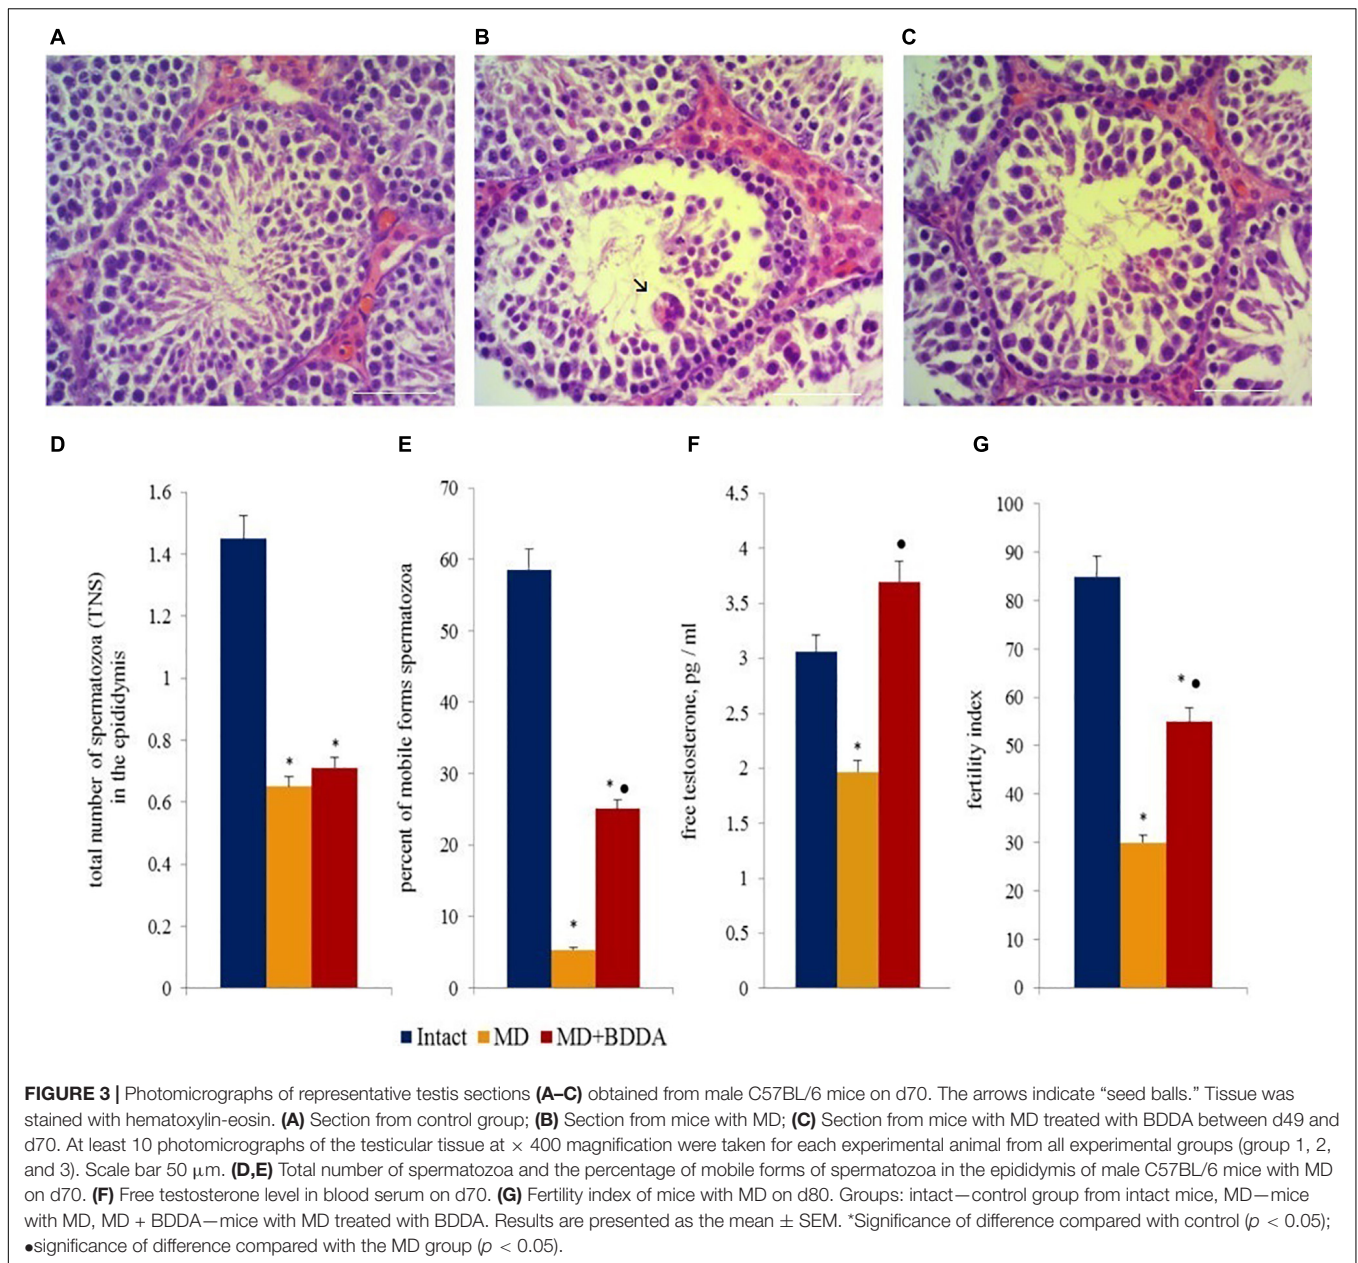 A
B
C
D
E
F
G
total number of spermatozoa (TNS)
in the epididymis
1.6
1.4
1.2
1
0.8
0.6
0.4
0.2
0
*
*
percent of mobile forms spermatozoa
70
60
50
40
30
20
10
0
*
* ●
free testosterone, pg / ml
4.5
4
3.5
3
2.5
2
1.5
1
0.5
0
*
●
fertility index
100
90
80
70
60
50
40
30
20
10
0
*
* ●
Intact MD MD+BDDA
FIGURE 3 | Photomicrographs of representative testis sections (A–C) obtained from male C57BL/6 mice on d70. The arrows indicate “seed balls.” Tissue was
stained with hematoxylin-eosin. (A) Section from control group; (B) Section from mice with MD; (C) Section from mice with MD treated with BDDA between d49 and
d70. At least 10 photomicrographs of the testicular tissue at × 400 magnification were taken for each experimental animal from all experimental groups (group 1, 2,
and 3). Scale bar 50 μm. (D,E) Total number of spermatozoa and the percentage of mobile forms of spermatozoa in the epididymis of male C57BL/6 mice with MD
on d70. (F) Free testosterone level in blood serum on d70. (G) Fertility index of mice with MD on d80. Groups: intact—control group from intact mice, MD—mice
with MD, MD + BDDA—mice with MD treated with BDDA. Results are presented as the mean ± SEM. *Significance of difference compared with control (p < 0.05);
●significance of difference compared with the MD group (p < 0.05).